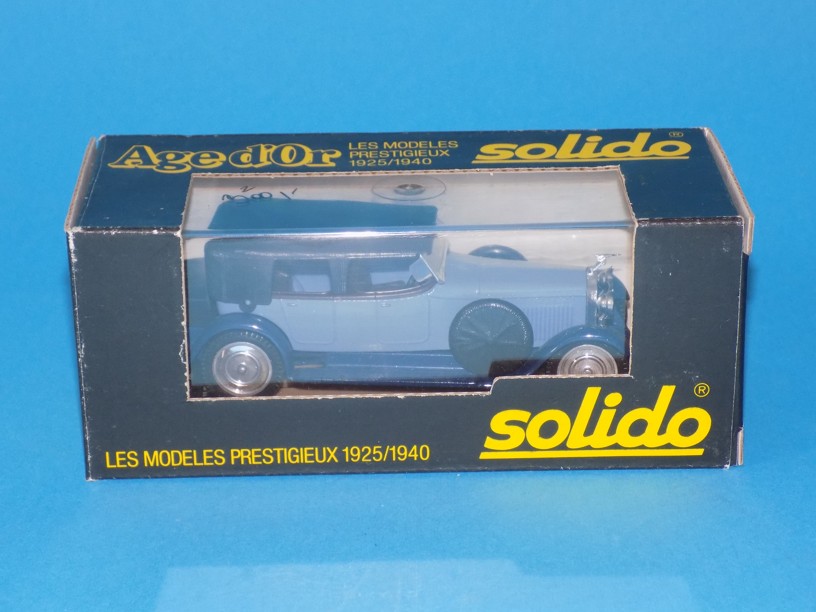 Age d'Or
LES MODELES
PRESTIGIEUX
1925/1940
solido®
solido®
LES MODELES PRESTIGIEUX 1925/1940